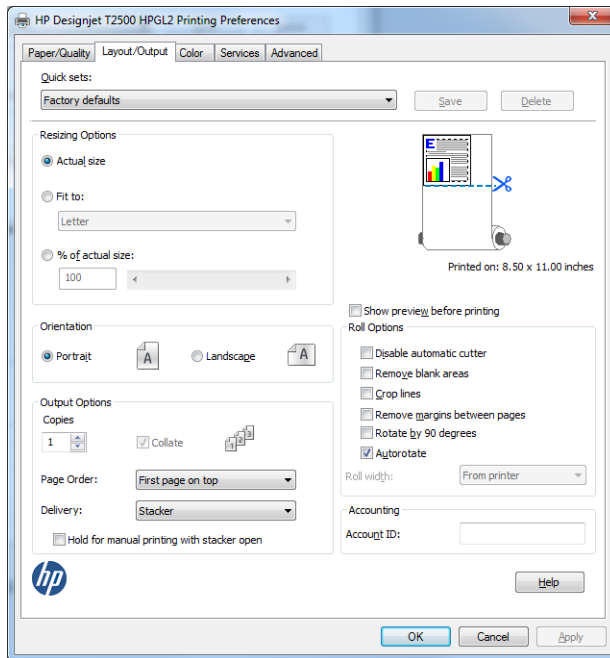 HP Designjet T2500 HPGL2 Printing Preferences
Paper/Quality Layout/Output Color Services Advanced
Quick sets:
Factory defaults Save Delete
Resizing Options
Actual size
Fit to:
Letter
% of actual size:
100
E
Printed on: 8.50 x 11.00 inches
Show preview before printing
Orientation
Portrait A Landscape A
Roll Options
Disable automatic cutter
Remove blank areas
Crop lines
Remove margins between pages
Rotate by 90 degrees
Autorotate
Roll width: From printer
Output Options
Copies
1 Collate 1 2 3
Page Order: First page on top
Delivery: Stacker
Hold for manual printing with stacker open
Accounting
Account ID:
hp Help
OK Cancel Apply